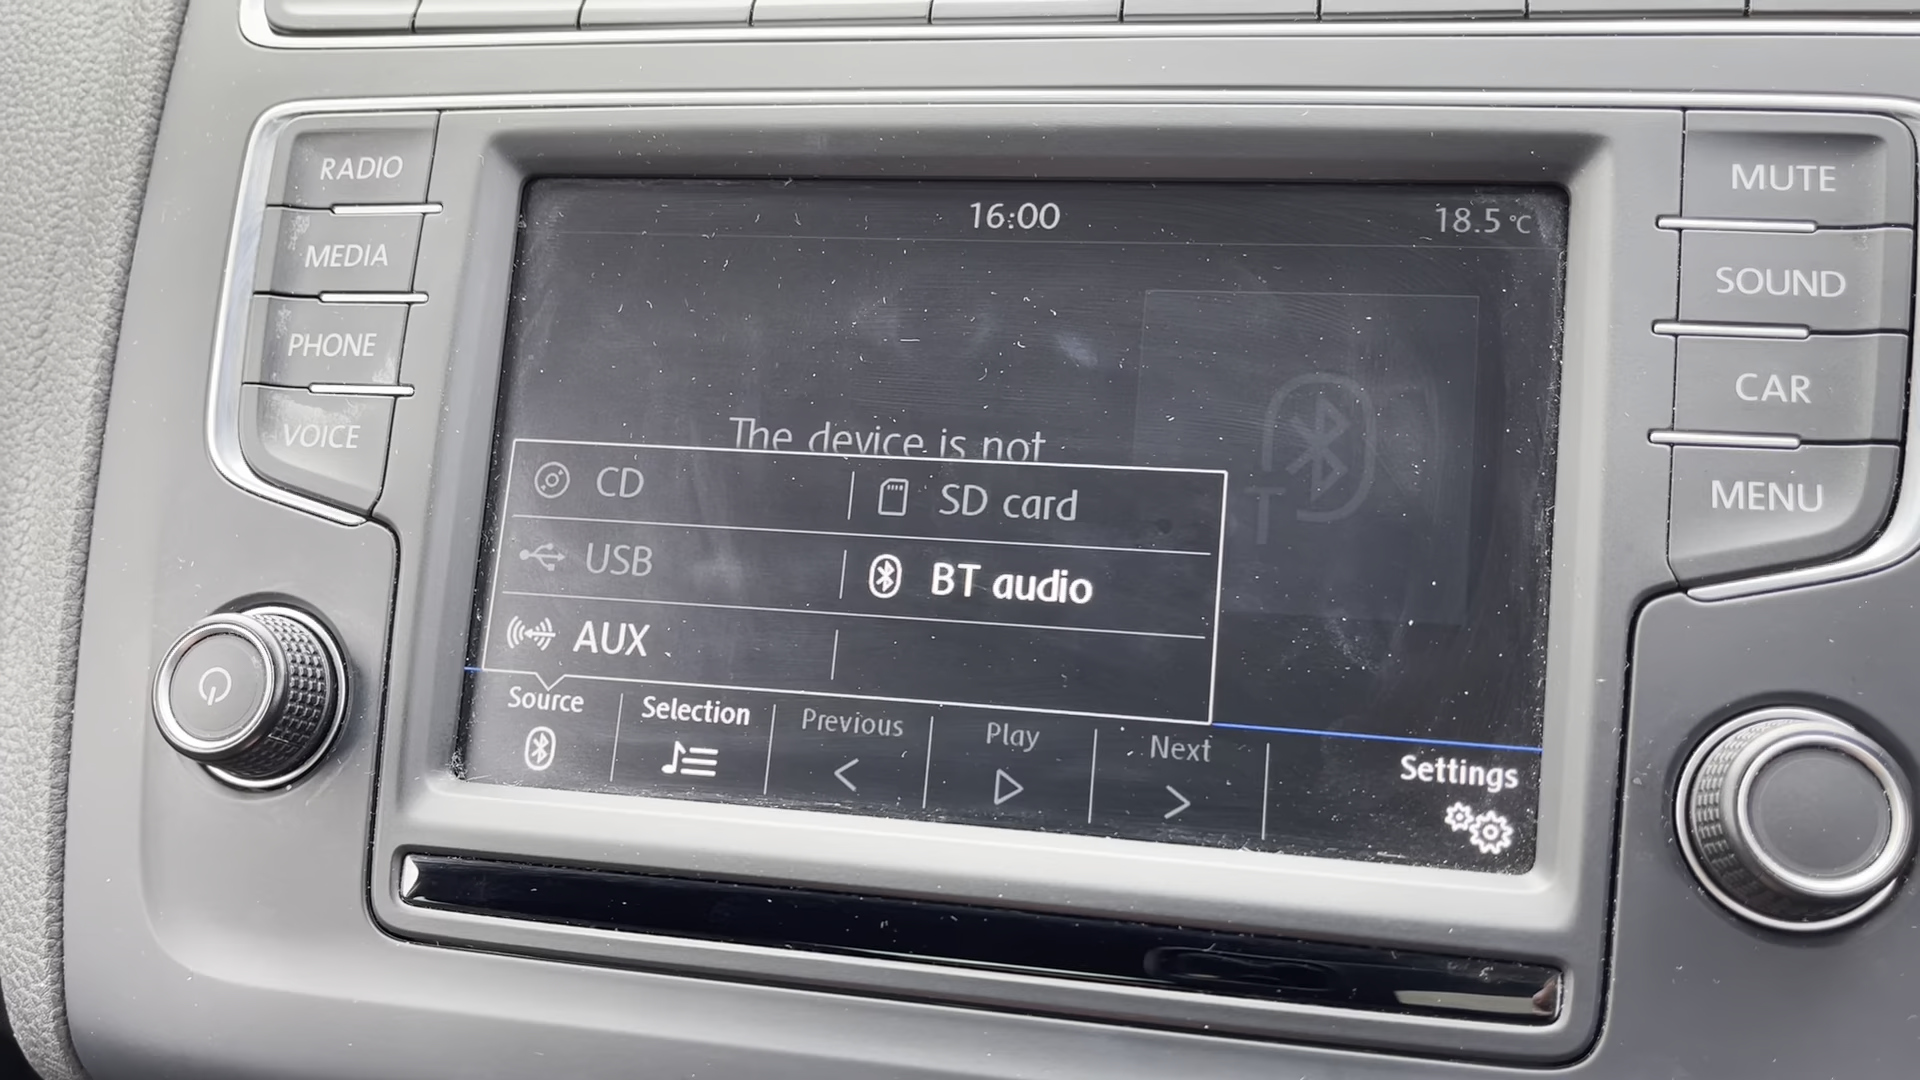 RADIO
MEDIA
PHONE
VOICE
16:00
18.5 °C
The device is not
CD
SD card
USB
BT audio
AUX
Source
Selection
Previous
Play
Next
Settings
MUTE
SOUND
CAR
MENU